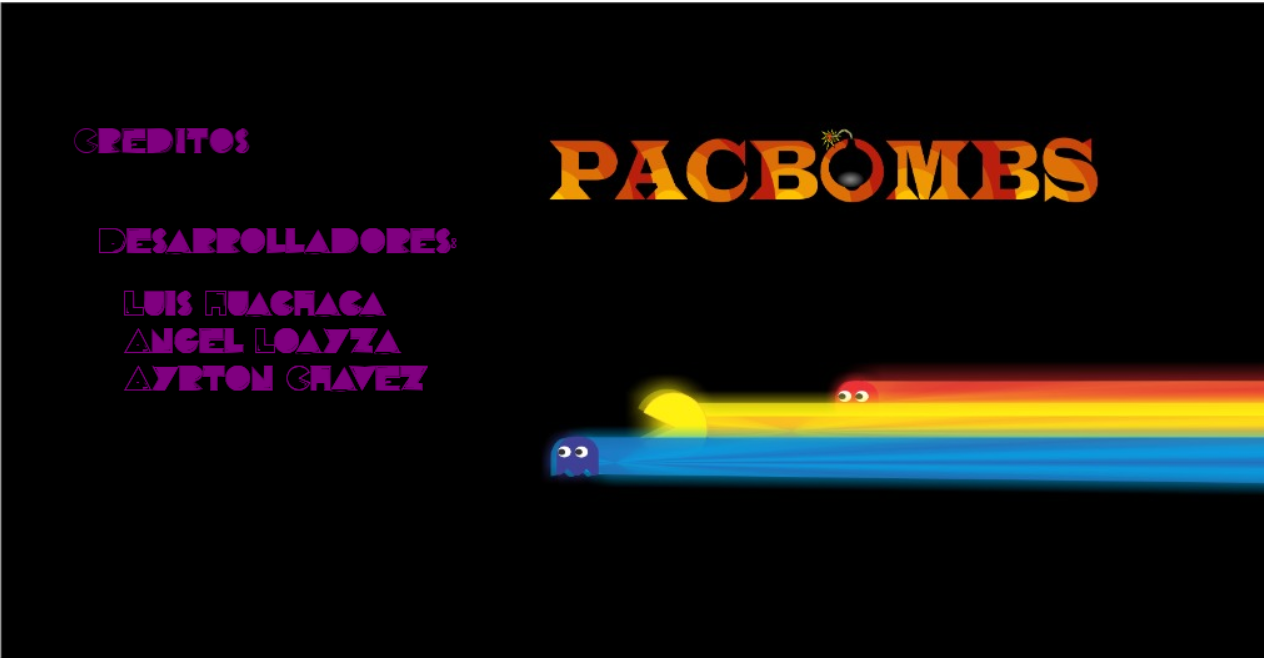 Creditos
PACBOMBS
Desarrolladores:
Luis Huachaca
Angel Loayza
Ayrton Chavez